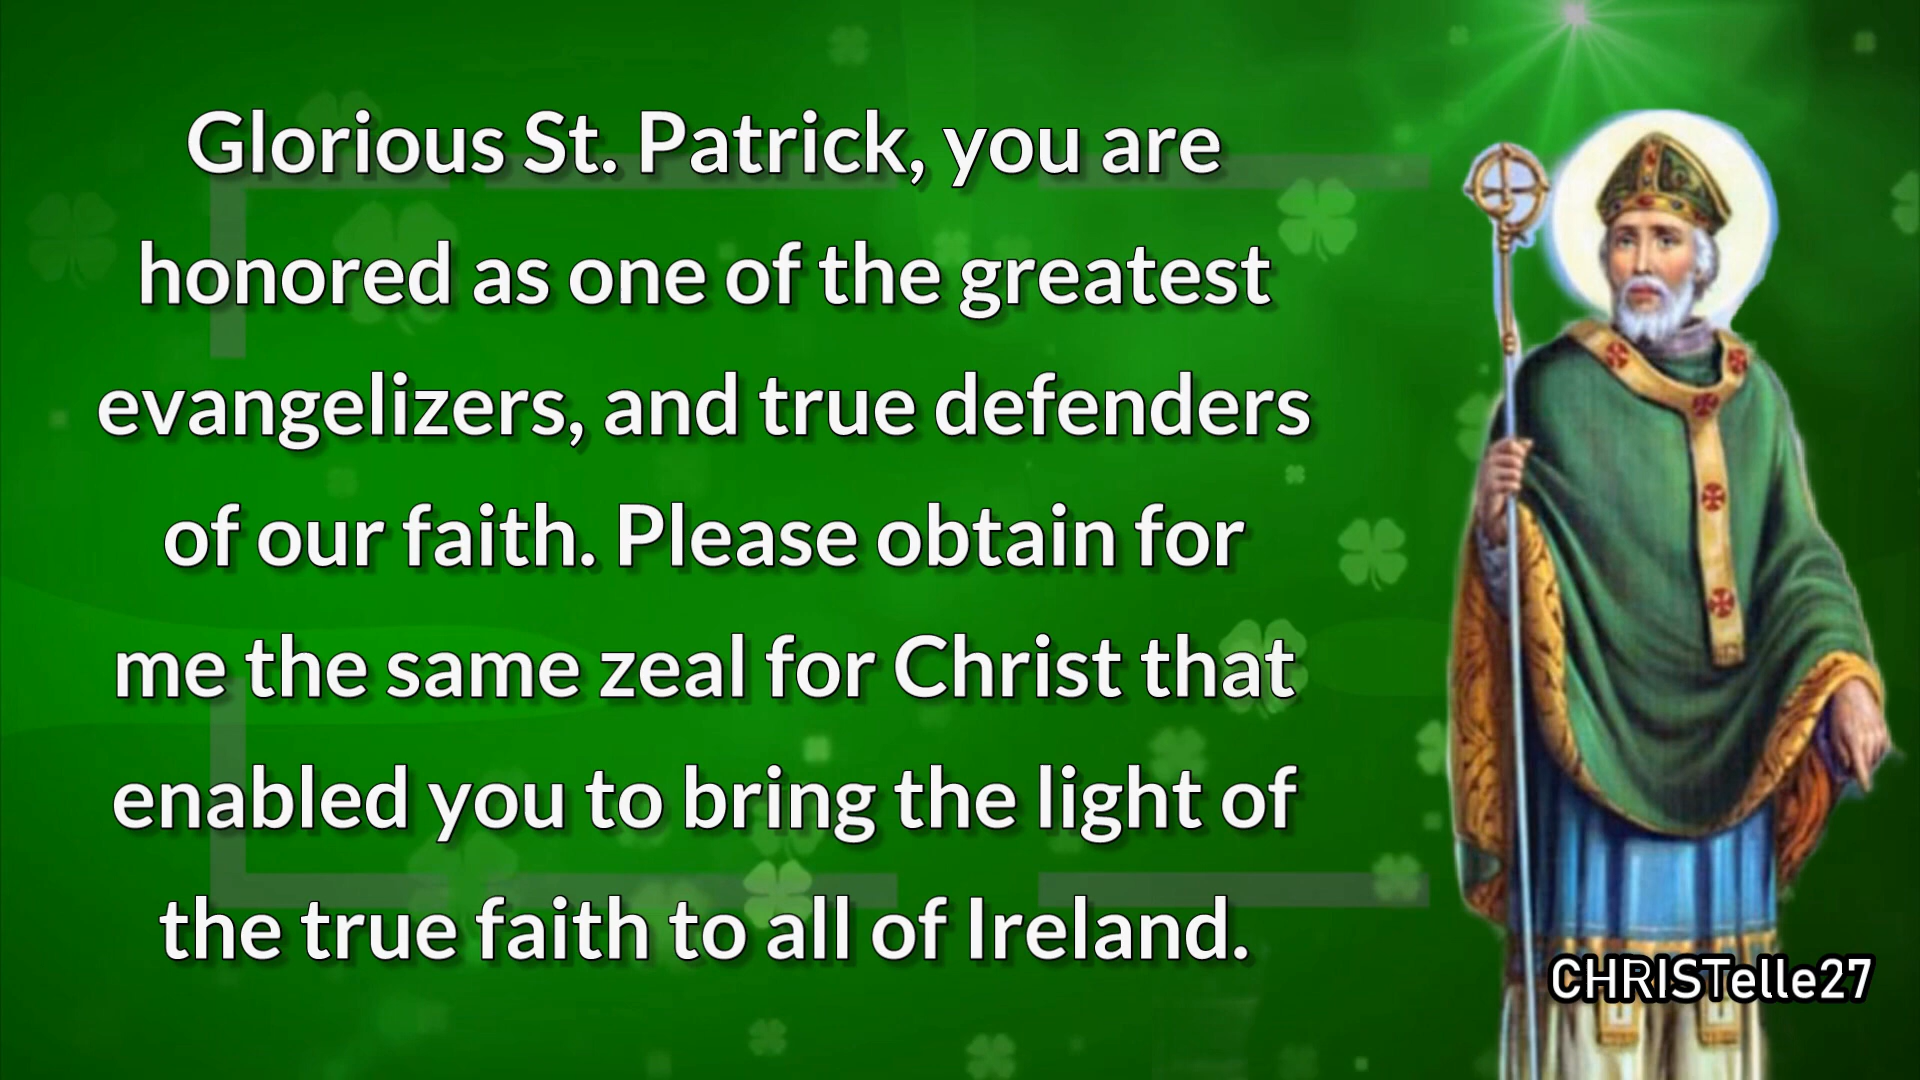 Glorious St. Patrick, you are
honored as one of the greatest
evangelizers, and true defenders
of our faith. Please obtain for
me the same zeal for Christ that
enabled you to bring the light of
the true faith to all of Ireland.
CHRISTelle27